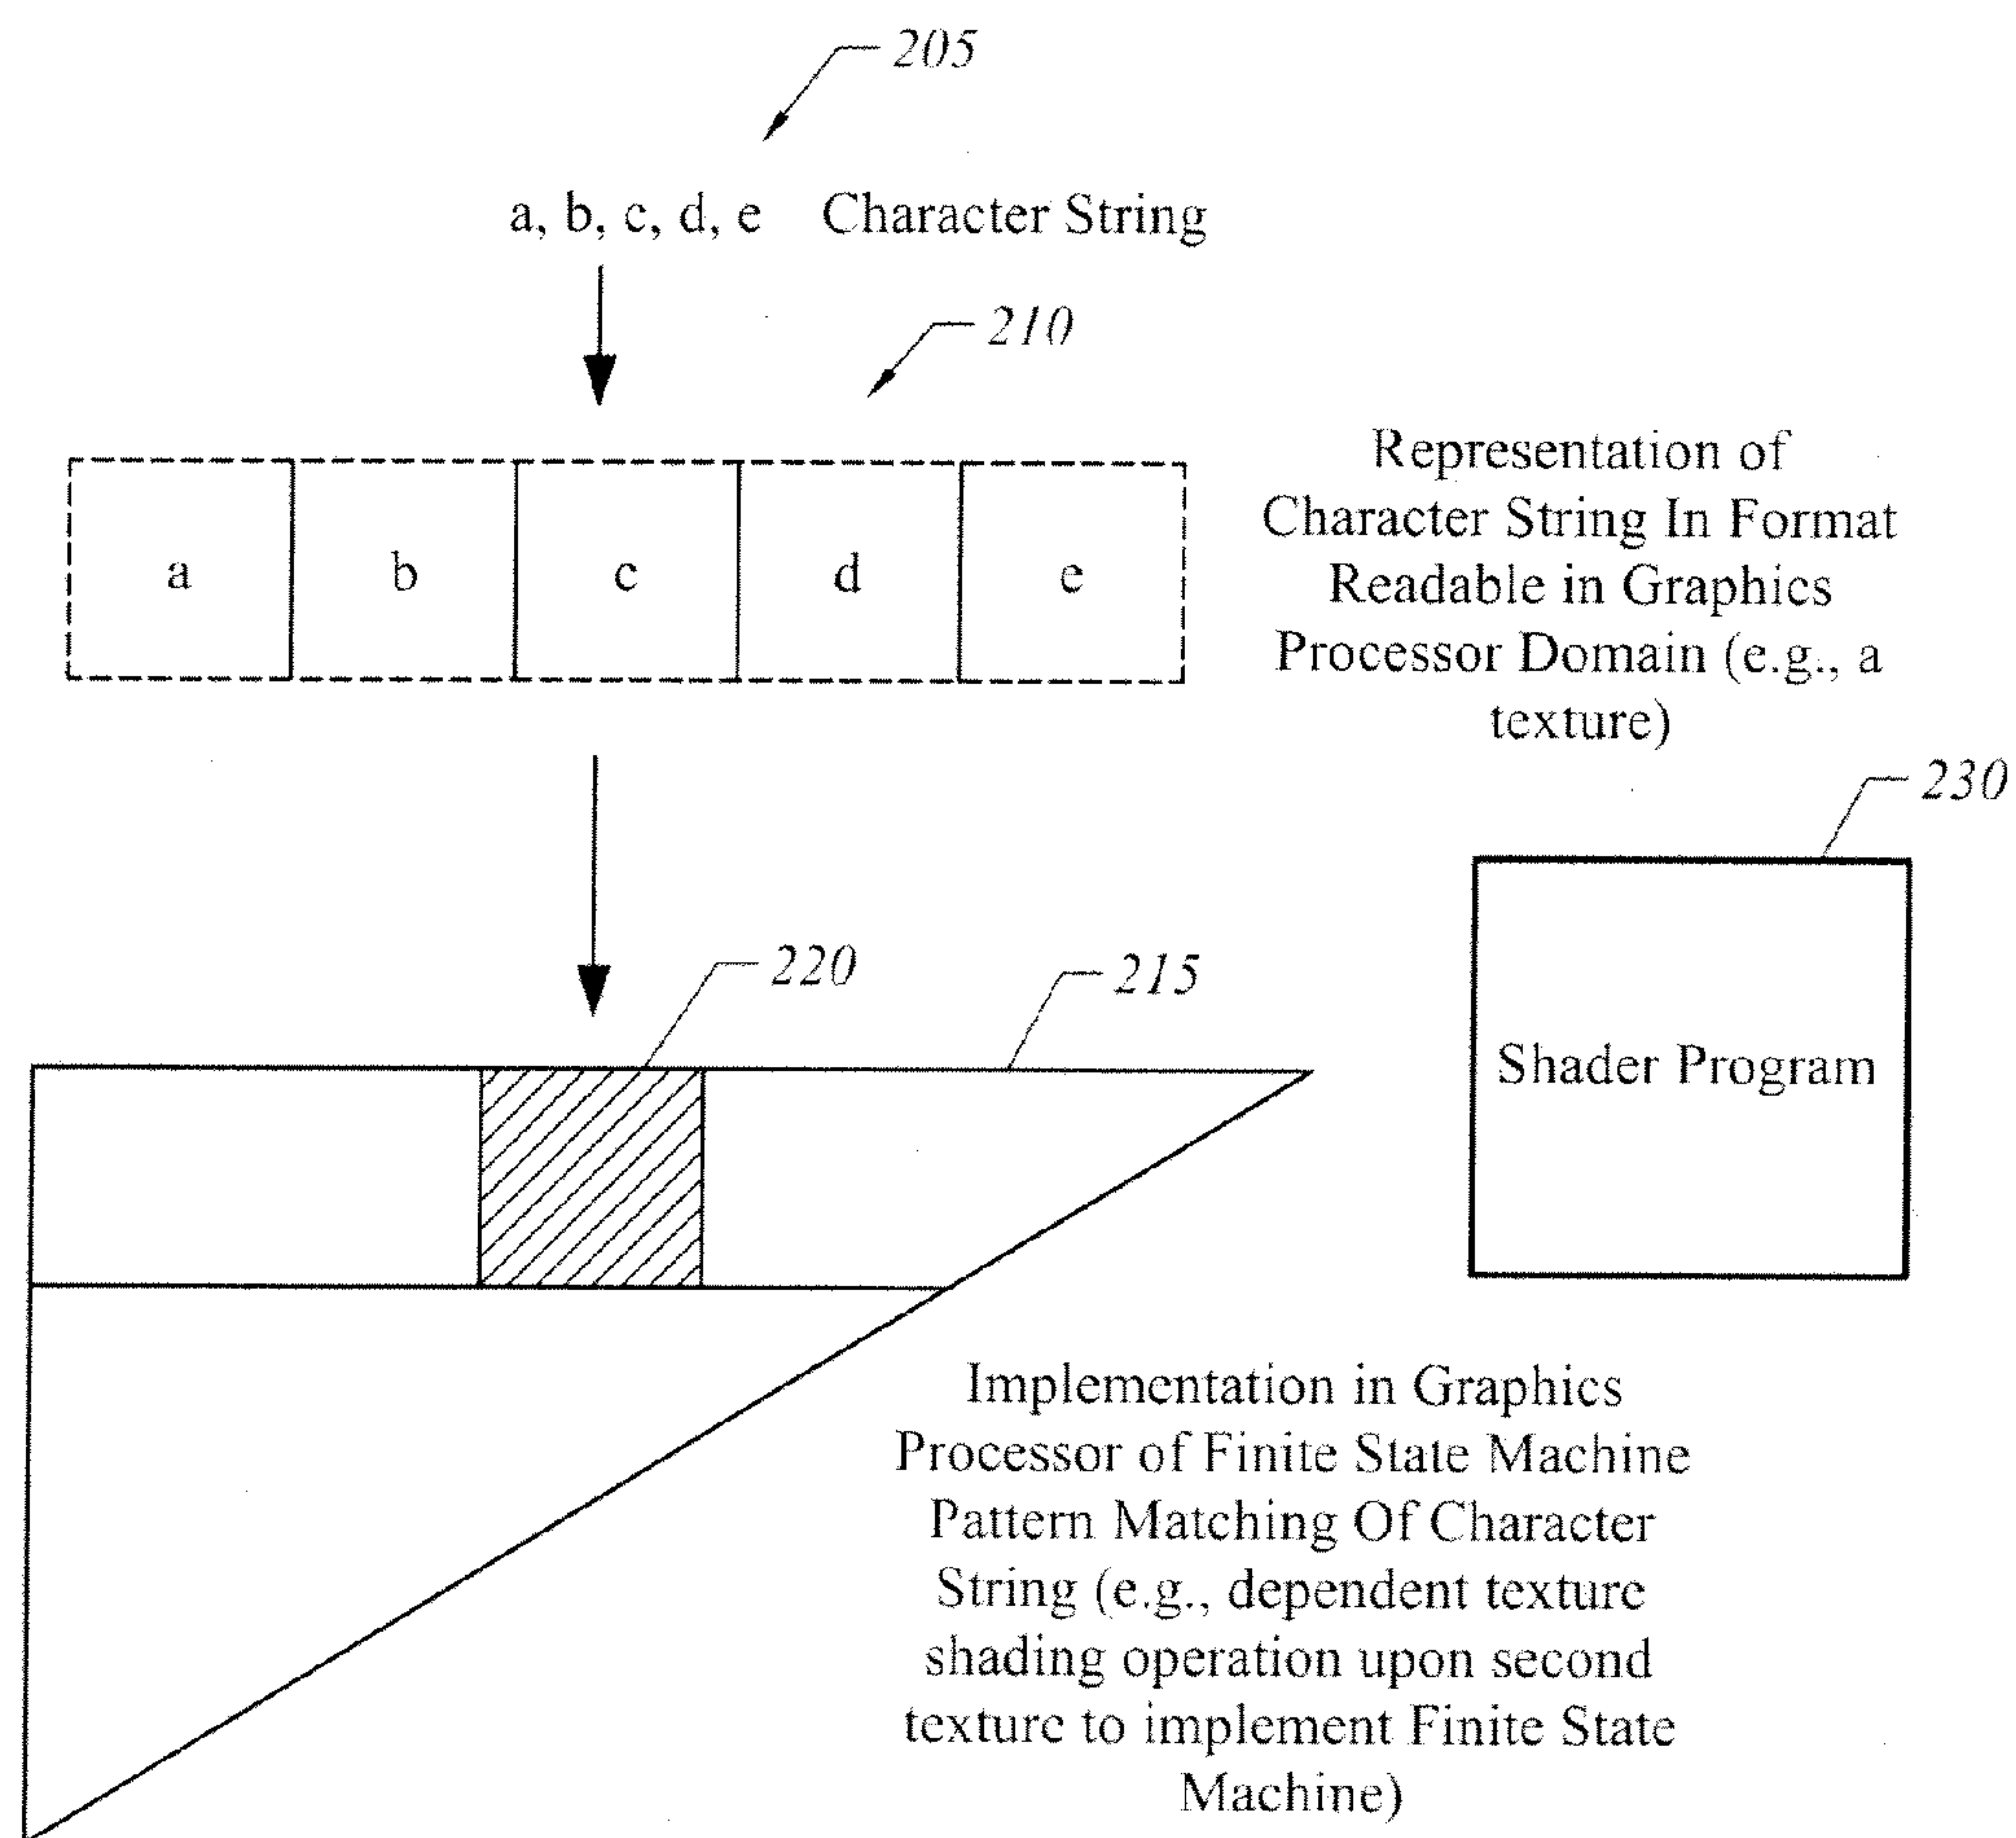 205
a, b, c, d, e Character String
210
Representation of
Character String In Format
Readable in Graphics
Processor Domain (e.g., a
texture)
a b c d e
230
Shader Program
220
215
Implementation in Graphics
Processor of Finite State Machine
Pattern Matching Of Character
String (e.g., dependent texture
shading operation upon second
texture to implement Finite State
Machine)